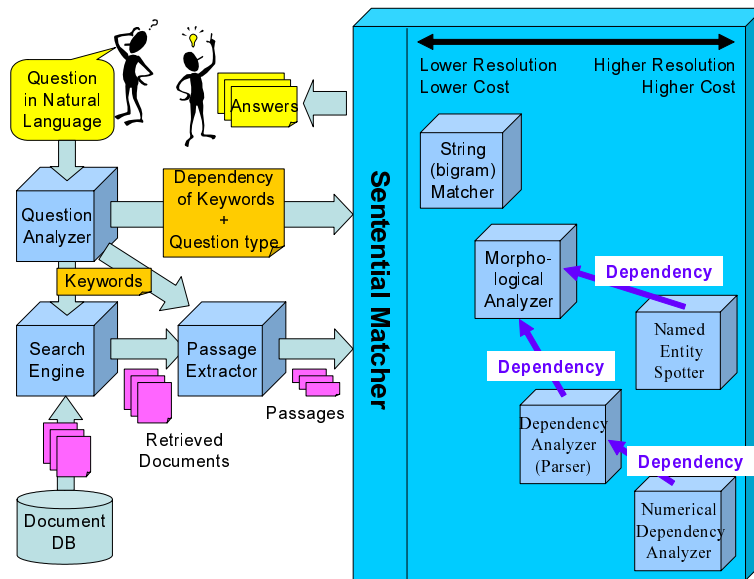 ?
Question
in Natural
Language
Answers
Question
Analyzer
Dependency
of Keywords
+
Question type
Keywords
Search
Engine
Passage
Extractor
Passages
Retrieved
Documents
Document
DB
Sentential Matcher
Lower Resolution
Lower Cost
Higher Resolution
Higher Cost
String
(bigram)
Matcher
Morpho-
logical
Analyzer
Dependency
Named
Entity
Spotter
Dependency
Dependency
Analyzer
(Parser)
Dependency
Numerical
Dependency
Analyzer